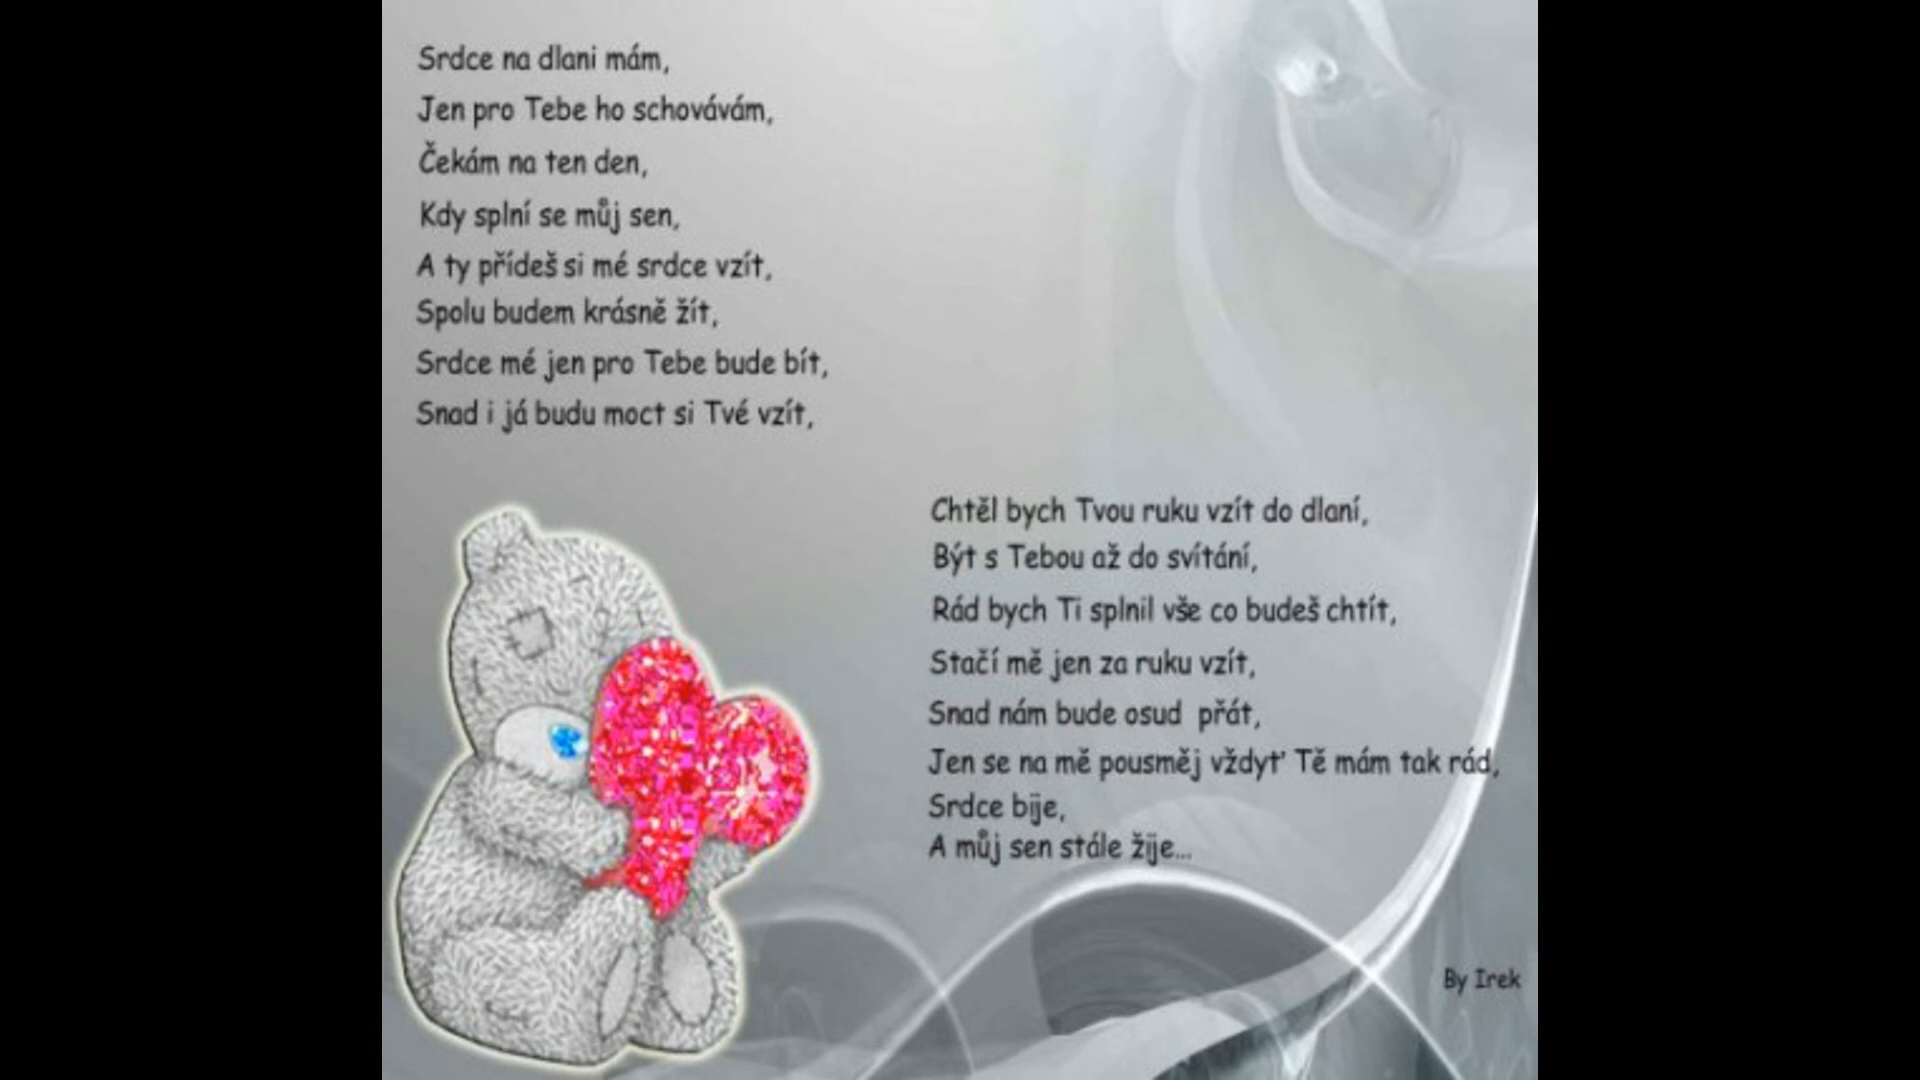 Srdce na dlani mám,
Jen pro Tebe ho schovávám,
Čekám na ten den,
Kdy splní se můj sen,
A ty přídeš si mé srdce vzít,
Spolu budem krásně žít,
Srdce mé jen pro Tebe bude bít,
Snad i já budu moct si Tvé vzít,
Chtěl bych Tvou ruku vzít do dlaní,
Být s Tebou až do svítání,
Rád bych Ti splnil vše co budeš chtít,
Stačí mě jen za ruku vzít,
Snad nám bude osud přát,
Jen se na mě pousměj vždyť Tě mám tak rád,
Srdce bije,
A můj sen stále žije...
By Irek